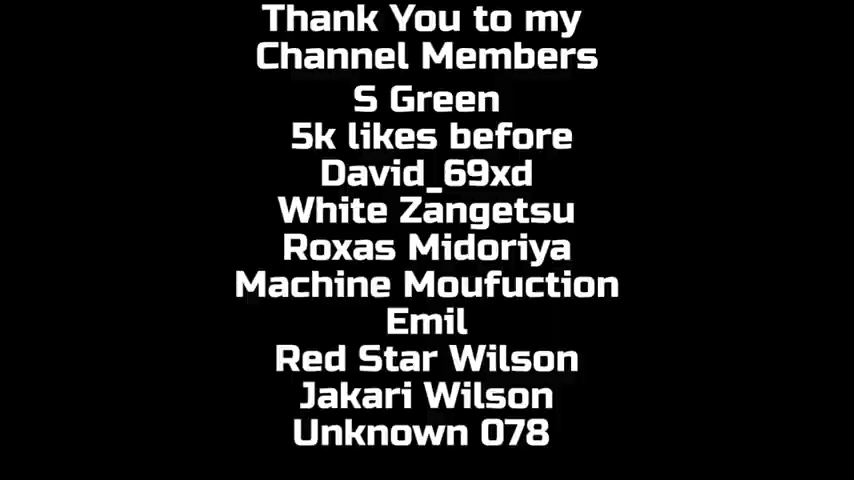 Thank You to my
Channel Members
S Green
5k likes before
David_69xd
White Zangetsu
Roxas Midoriya
Machine Moufuction
Emil
Red Star Wilson
Jakari Wilson
Unknown 078